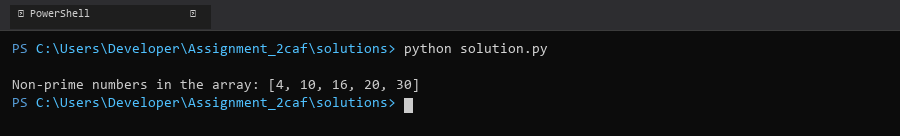 PowerShell
PS C:\Users\Developer\Assignment_2caf\solutions> python solution.py
Non-prime numbers in the array: [4, 10, 16, 20, 30]
PS C:\Users\Developer\Assignment_2caf\solutions>